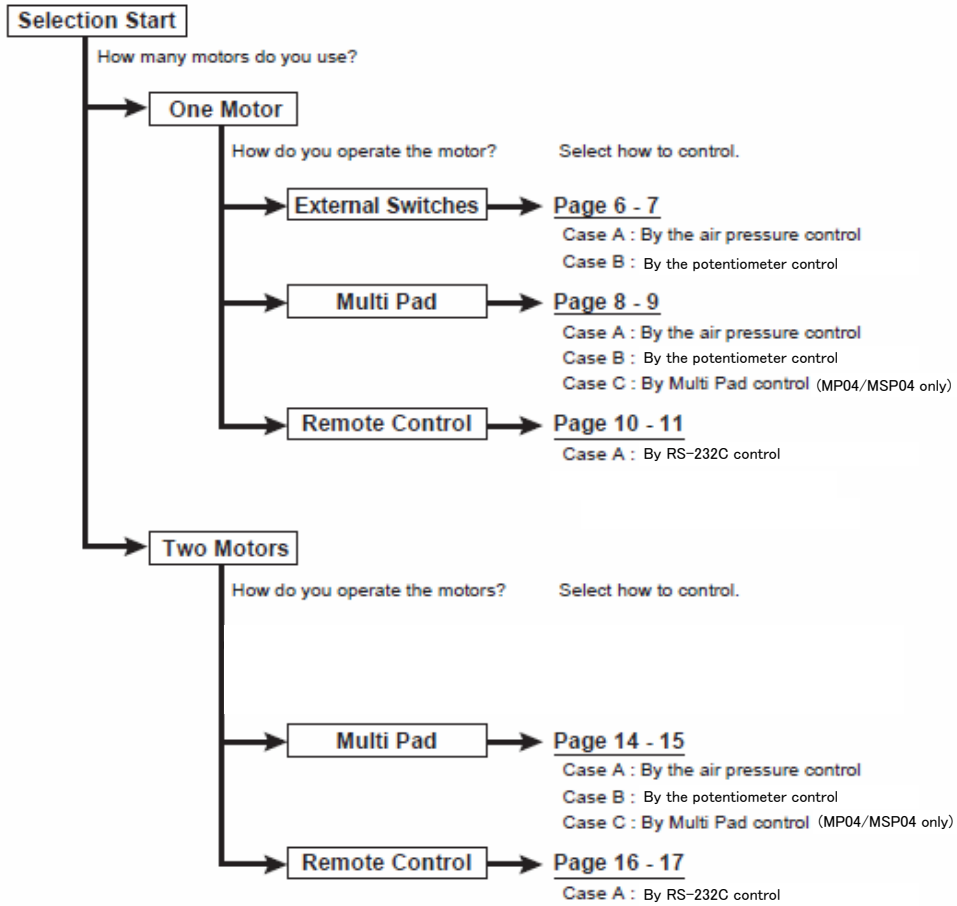 Selection Start
How many motors do you use?
One Motor
How do you operate the motor? Select how to control.
External Switches Page 6 - 7
Case A : By the air pressure control
Case B : By the potentiometer control
Multi Pad Page 8 - 9
Case A : By the air pressure control
Case B : By the potentiometer control
Case C : By Multi Pad control (MP04/MSP04 only)
Remote Control Page 10 - 11
Case A : By RS-232C control
Two Motors
How do you operate the motors? Select how to control.
Multi Pad Page 14 - 15
Case A : By the air pressure control
Case B : By the potentiometer control
Case C : By Multi Pad control (MP04/MSP04 only)
Remote Control Page 16 - 17
Case A : By RS-232C control